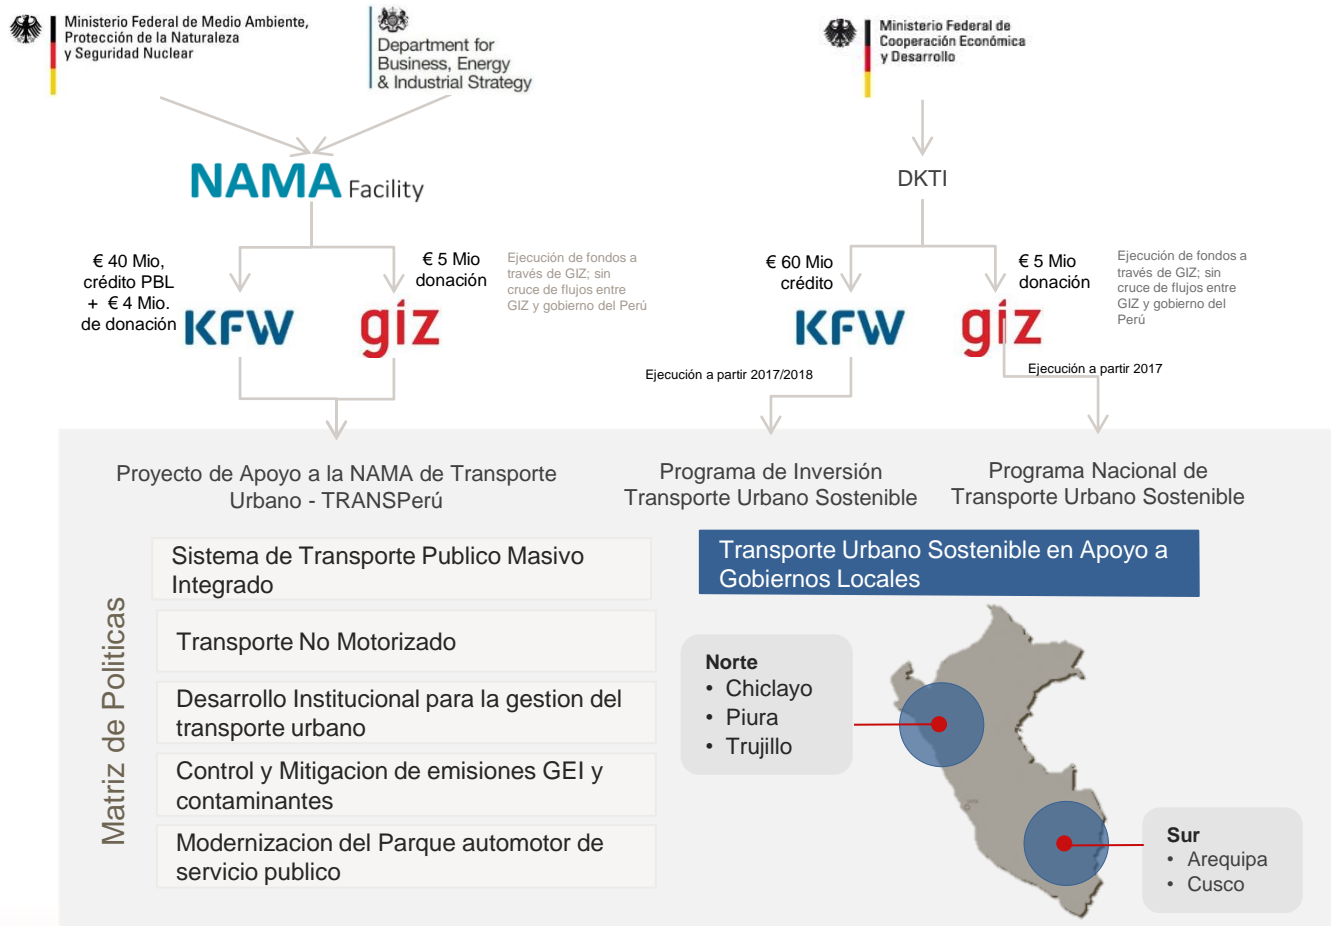 Ministerio Federal de Medio Ambiente,
Protección de la Naturaleza
y Seguridad Nuclear
Department for
Business, Energy
& Industrial Strategy
Ministerio Federal de
Cooperación Económica
y Desarrollo
NAMA Facility
DKTI
€ 40 Mio,
crédito PBL
+ € 4 Mio.
de donación
KFW
€ 5 Mio
donación
giz
Ejecución de fondos a
través de GIZ; sin
cruce de flujos entre
GIZ y gobierno del Perú
€ 60 Mio
crédito
KFW
€ 5 Mio
donación
giz
Ejecución de fondos a
través de GIZ; sin
cruce de flujos entre
GIZ y gobierno del
Perú
Ejecución a partir 2017/2018
Ejecución a partir 2017
Proyecto de Apoyo a la NAMA de Transporte
Urbano - TRANSPerú
Programa de Inversión
Transporte Urbano Sostenible
Programa Nacional de
Transporte Urbano Sostenible
Matriz de Politicas
Sistema de Transporte Publico Masivo
Integrado
Transporte No Motorizado
Desarrollo Institucional para la gestion del
transporte urbano
Control y Mitigacion de emisiones GEI y
contaminantes
Modernizacion del Parque automotor de
servicio publico
Transporte Urbano Sostenible en Apoyo a
Gobiernos Locales
Norte
• Chiclayo
• Piura
• Trujillo
Sur
• Arequipa
• Cusco